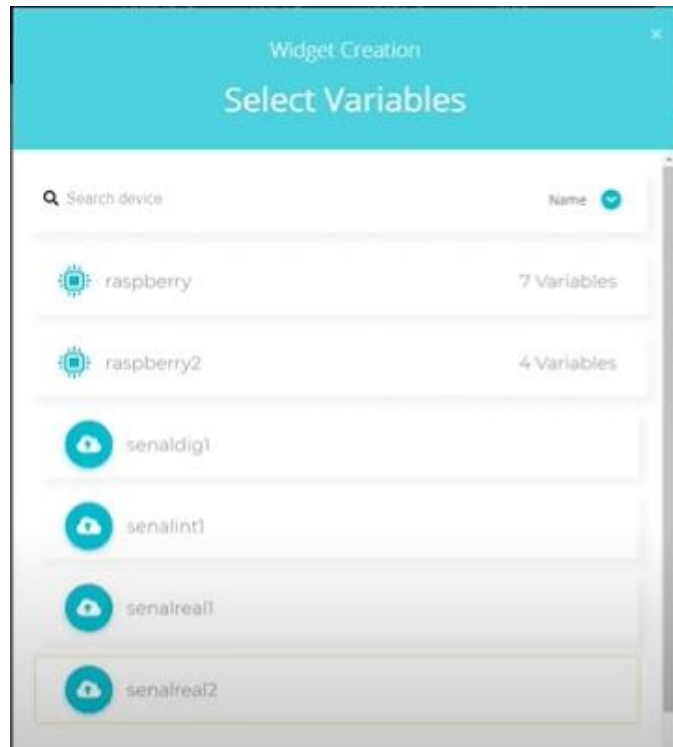 Widget Creation
Select Variables
Search device Name
raspberry 7 Variables
raspberry2 4 Variables
senaldig1
senalint1
senalreal1
senalreal2